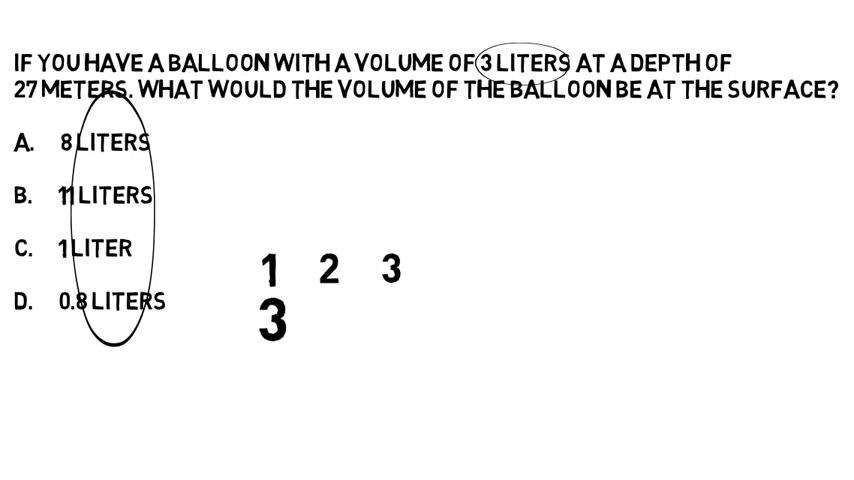 IF YOU HAVE A BALLOON WITH A VOLUME OF 3 LITERS AT A DEPTH OF
27 METERS. WHAT WOULD THE VOLUME OF THE BALLOON BE AT THE SURFACE?
A. 8 LITERS
B. 11 LITERS
C. 1 LITER
D. 0.8 LITERS
1 2 3
3